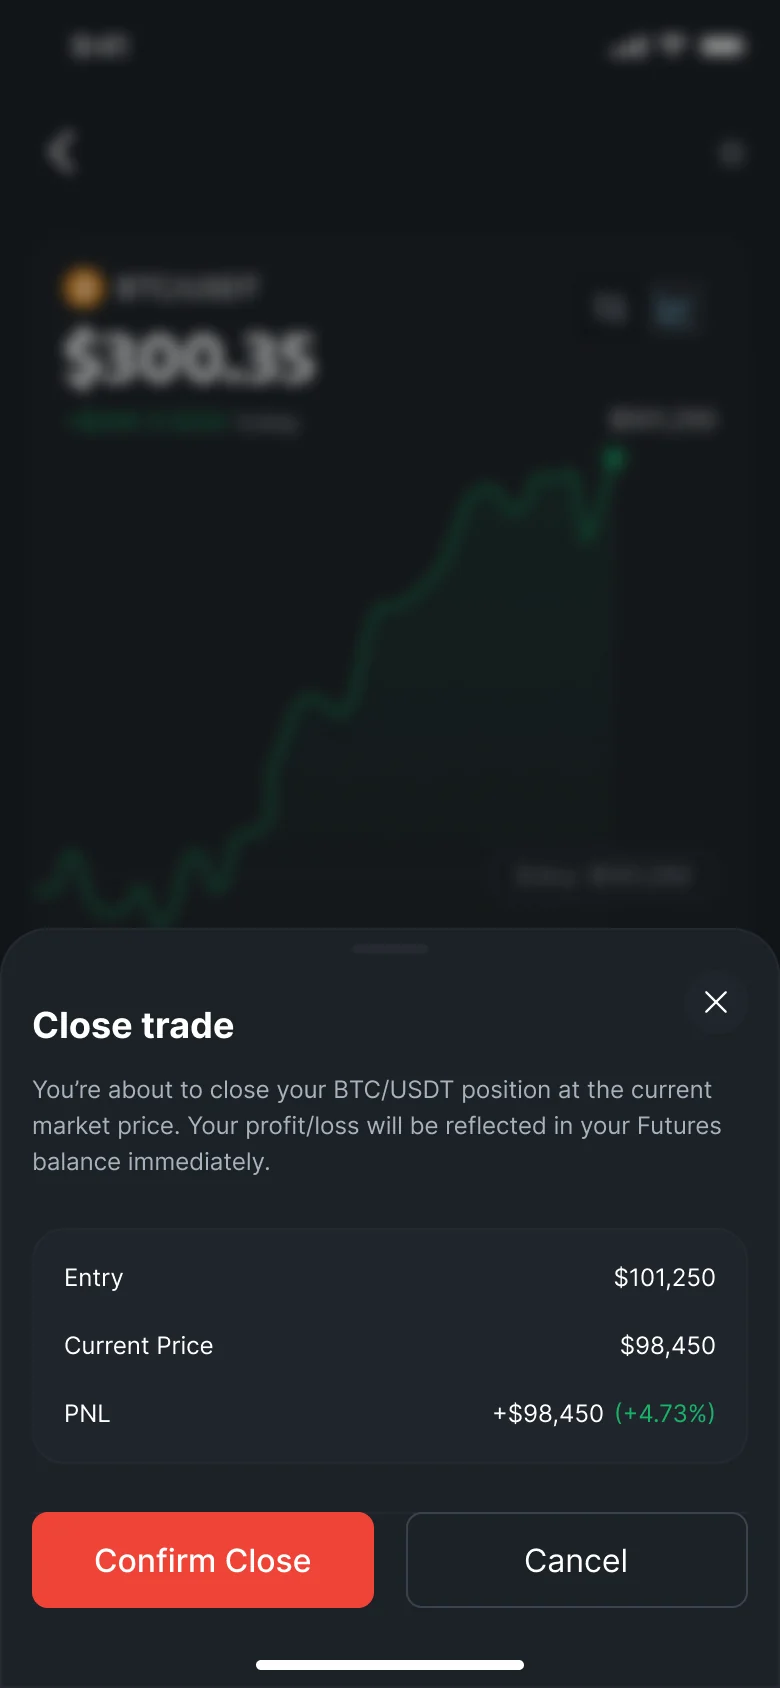 $300.35
Close trade
You’re about to close your BTC/USDT position at the current
market price. Your profit/loss will be reflected in your Futures
balance immediately.
Entry $101,250
Current Price $98,450
PNL +$98,450 (+4.73%)
Confirm Close Cancel